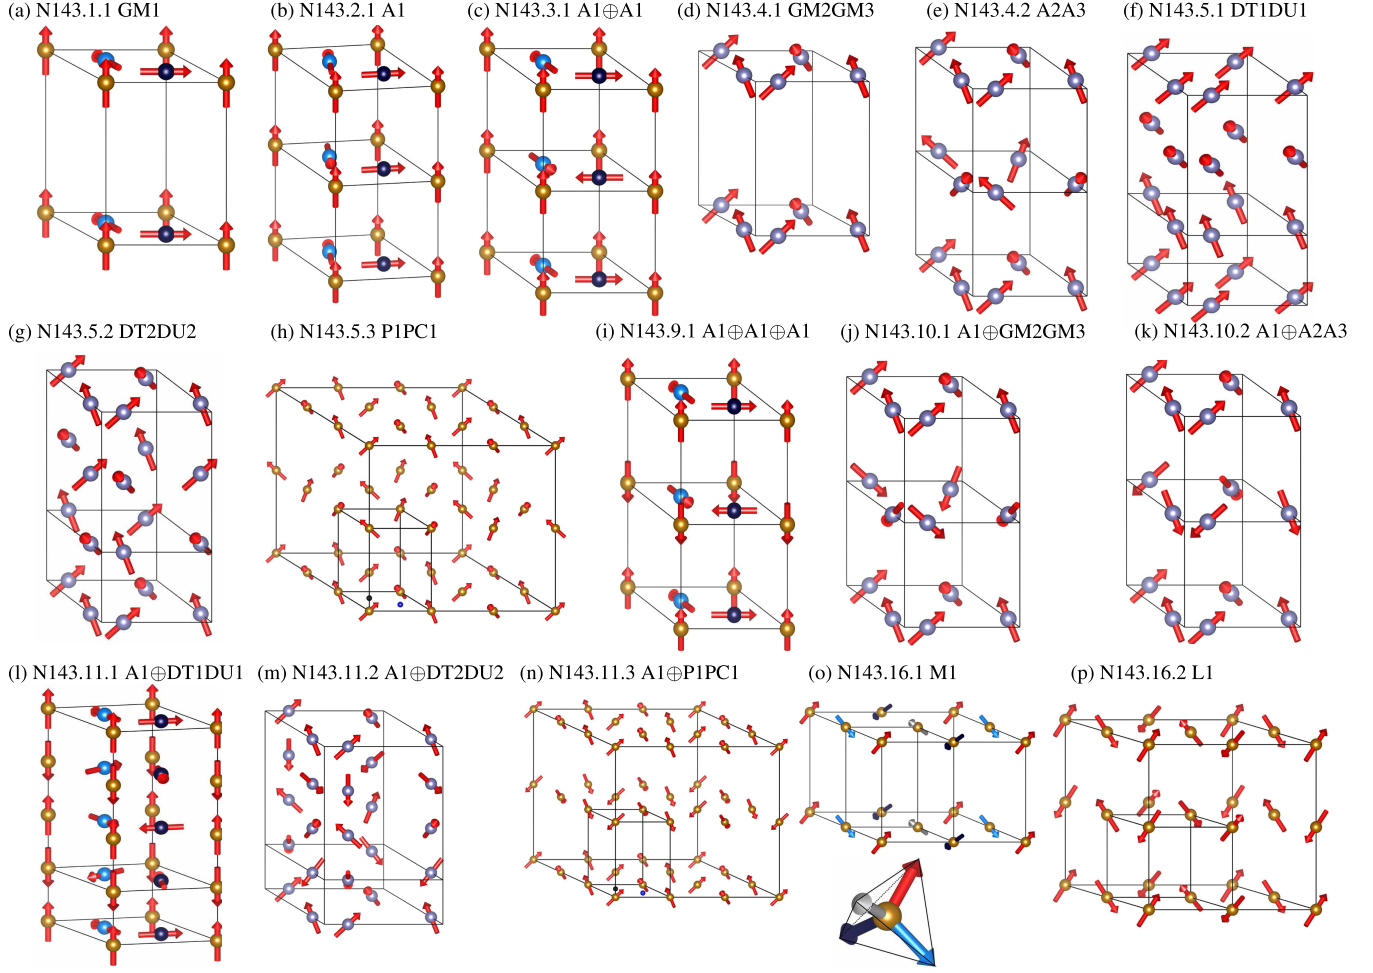 (a) N143.1.1 GM1
(b) N143.2.1 A1
(c) N143.3.1 A1⊕A1
(d) N143.4.1 GM2GM3
(e) N143.4.2 A2A3
(f) N143.5.1 DT1DU1
(g) N143.5.2 DT2DU2
(h) N143.5.3 P1PC1
(i) N143.9.1 A1⊕A1⊕A1
(j) N143.10.1 A1⊕GM2GM3
(k) N143.10.2 A1⊕A2A3
(l) N143.11.1 A1⊕DT1DU1
(m) N143.11.2 A1⊕DT2DU2
(n) N143.11.3 A1⊕P1PC1
(o) N143.16.1 M1
(p) N143.16.2 L1